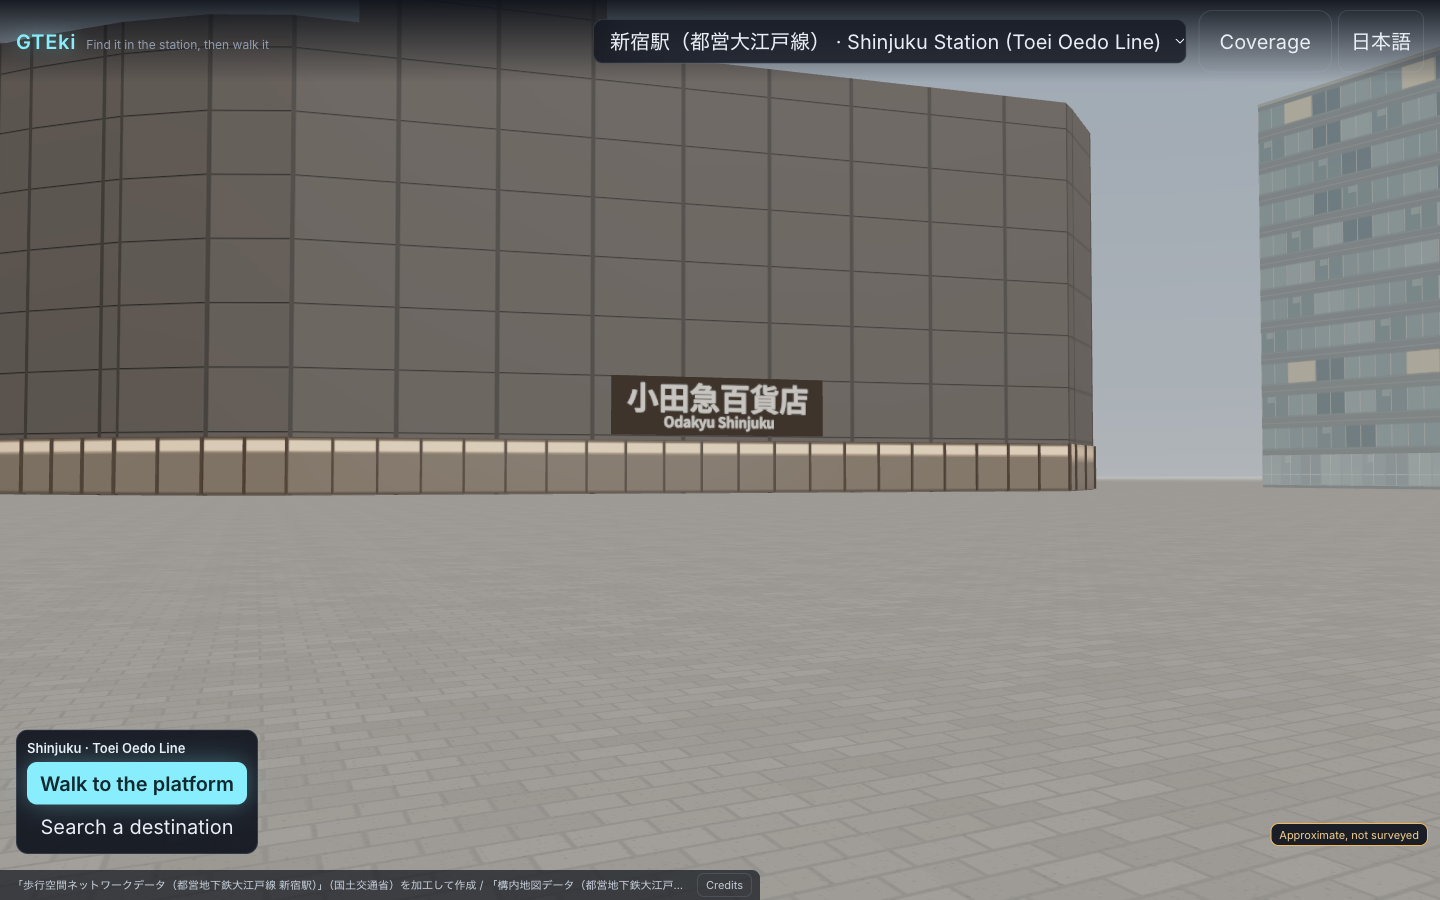 GTEki
Find it in the station, then walk it
新宿駅（都営大江戸線） · Shinjuku Station (Toei Oedo Line)
Coverage
日本語
小田急百貨店
Odakyu Shinjuku
Shinjuku · Toei Oedo Line
Walk to the platform
Search a destination
Approximate, not surveyed
「歩行空間ネットワークデータ（都営地下鉄大江戸線 新宿駅）」（国土交通省）を加工して作成 / 「構内地図データ（都営地下鉄大江戸...
Credits